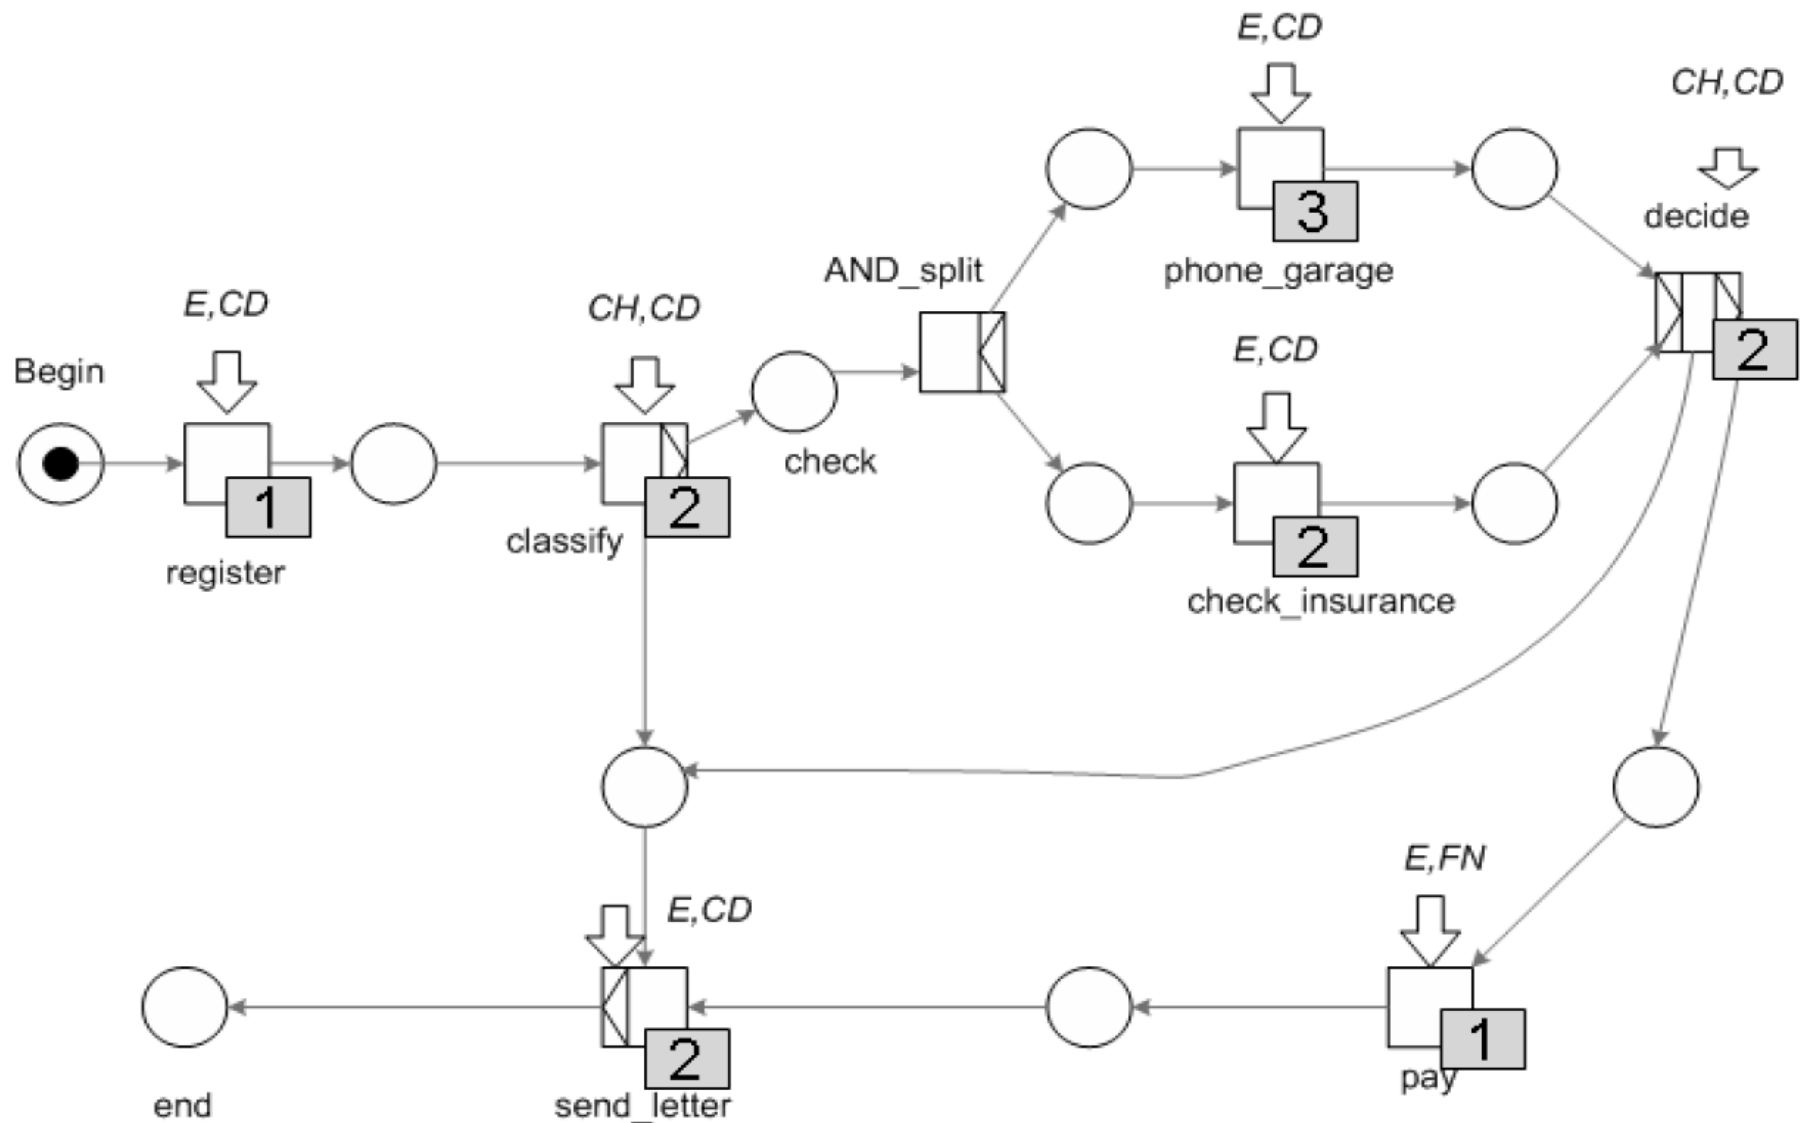 E,CD
CH,CD
decide
3
phone_garage
AND_split
2
E,CD
CH,CD
E,CD
Begin
check
1
2
2
classify
register
check_insurance
E,FN
E,CD
1
2
pay
end
send_letter